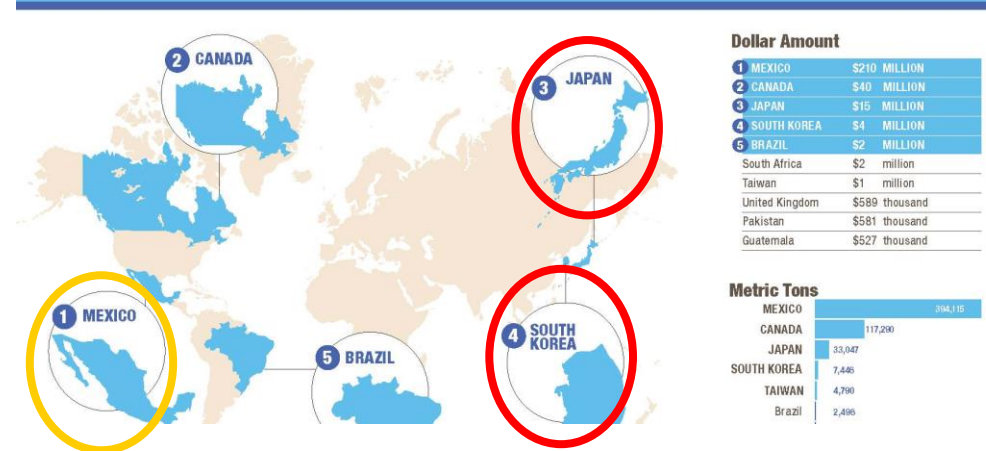 2 CANADA
3 JAPAN
1 MEXICO
4 SOUTH
KOREA
5 BRAZIL
Dollar Amount
1 MEXICO $210 MILLION
2 CANADA $40 MILLION
3 JAPAN $15 MILLION
4 SOUTH KOREA $4 MILLION
5 BRAZIL $2 MILLION
South Africa $2 million
Taiwan $1 million
United Kingdom $589 thousand
Pakistan $581 thousand
Guatemala $527 thousand
Metric Tons
MEXICO 394,115
CANADA 117,290
JAPAN 33,047
SOUTH KOREA 7,446
TAIWAN 4,796
Brazil 2,496